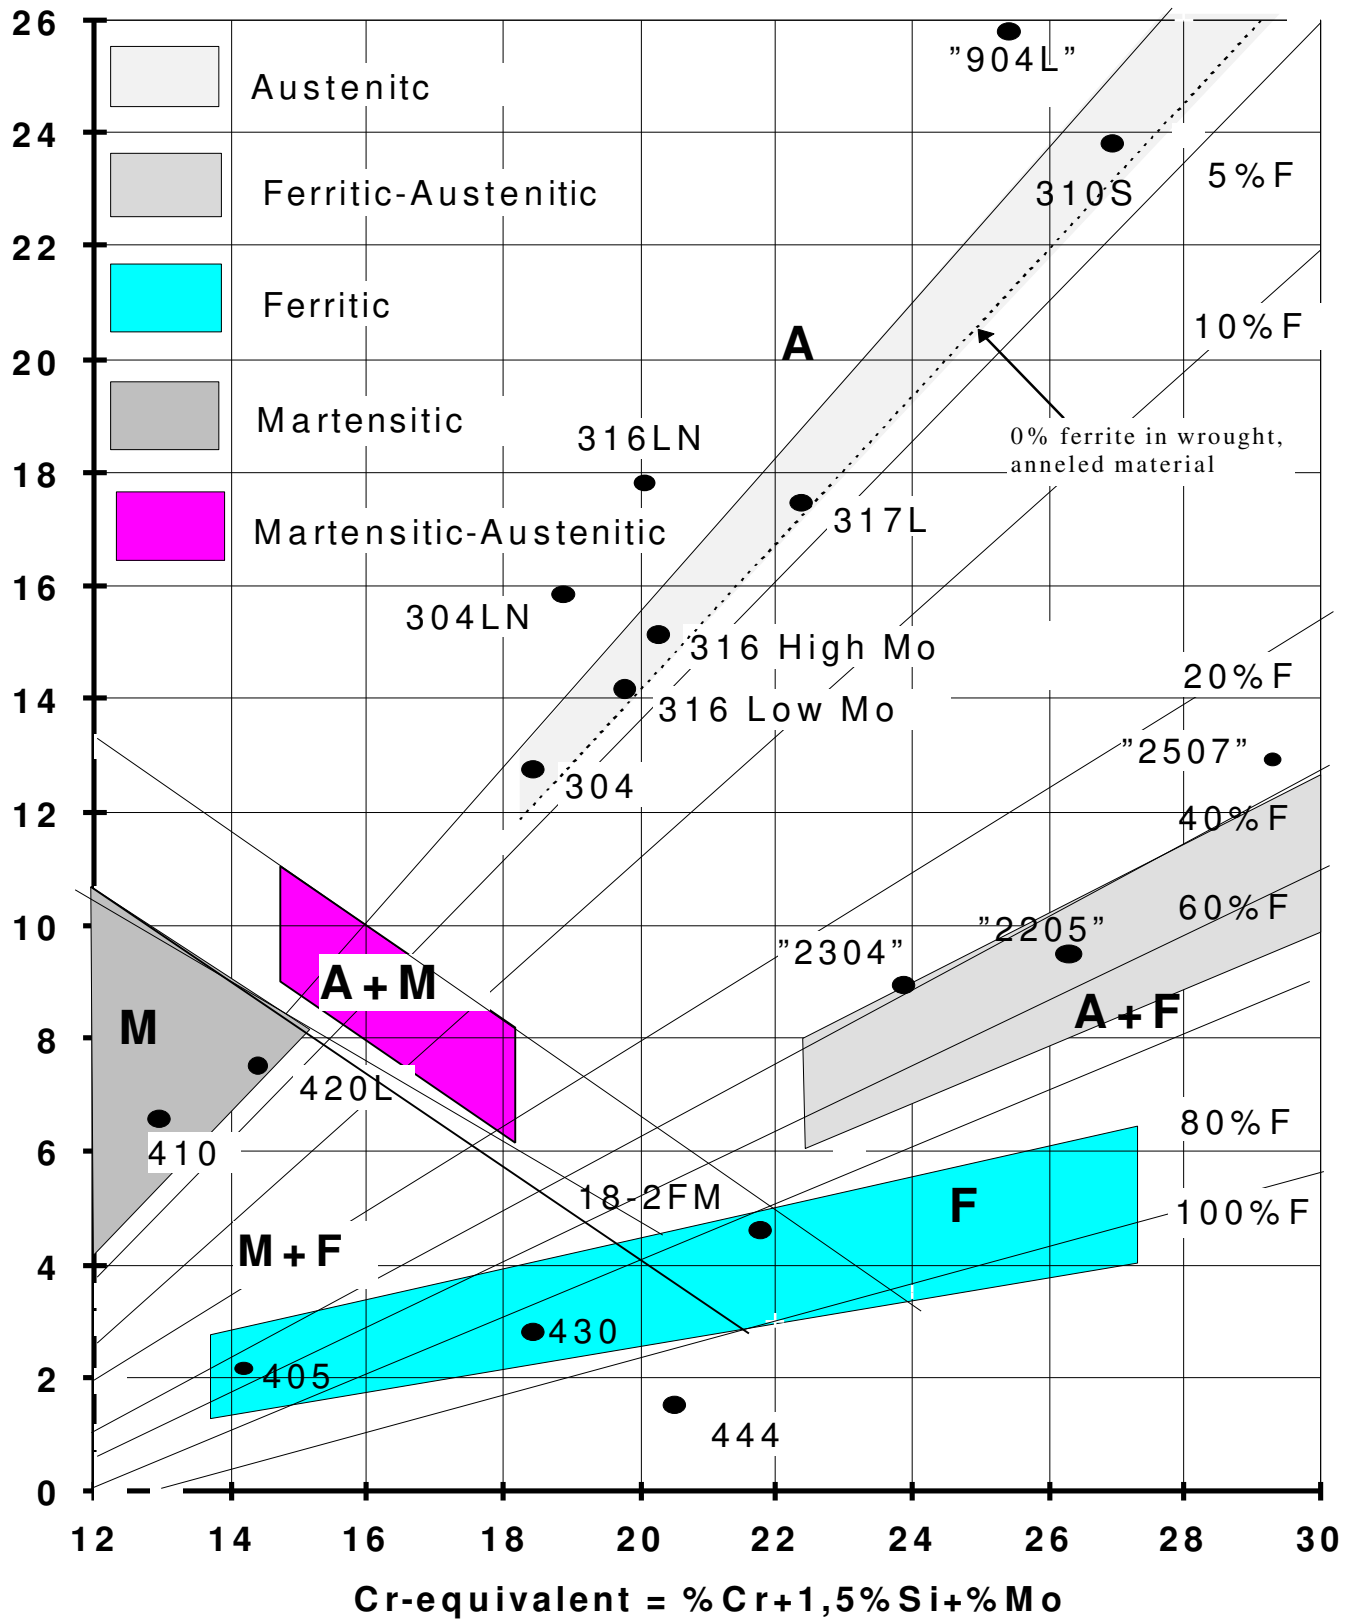 26
"904L"
Austenitc
24
5%F
Ferritic-Austenitic
310S
22
Ferritic
10%F
20
A
Martensitic
316LN
0% ferrite in wrought,
anneled material
18
317L
Martensitic-Austenitic
16
304LN
316 High Mo
20%F
14
316 Low Mo
”2507”
304
12
40%F
60%F
10
”2205”
”2304”
A+M
A+F
M
8
420L
80%F
6
410
18-2FM
F
100%F
M+F
4
430
2
405
444
0
12 14 16 18 20 22 24 26 28 30
Cr-equivalent = %Cr+1,5%Si+%Mo